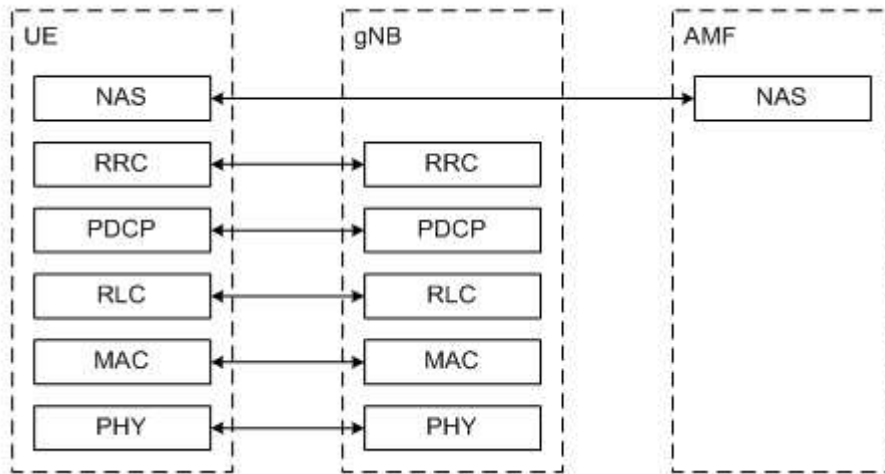 UE gNB AMF
NAS NAS
RRC RRC
PDCP PDCP
RLC RLC
MAC MAC
PHY PHY